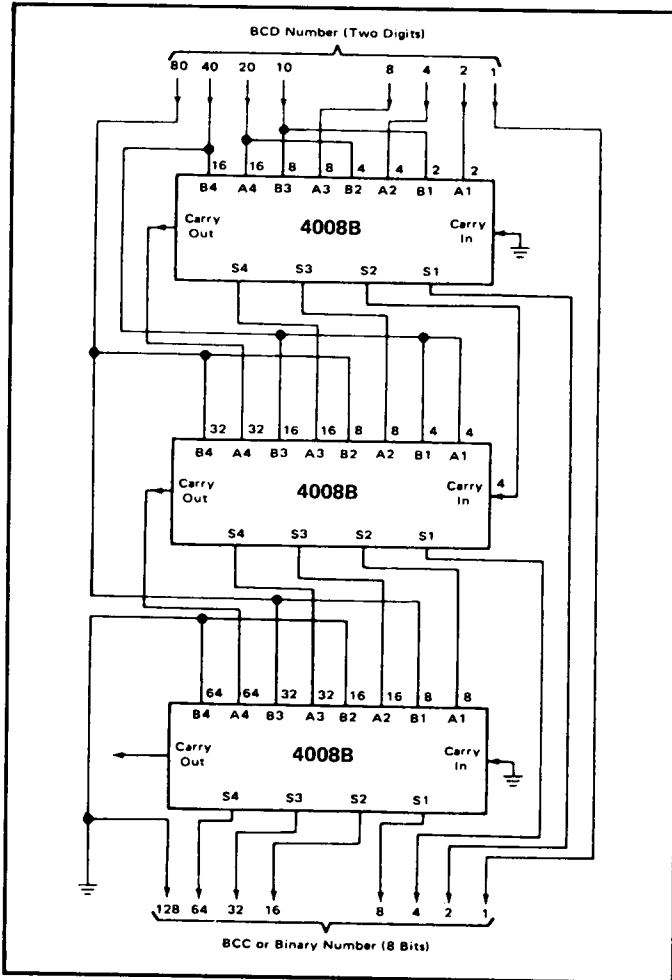 BCD Number (Two Digits)
80 40 20 10 8 4 2 1
16 16 8 8 4 4 2 2
B4 A4 B3 A3 B2 A2 B1 A1
Carry Out
4008B
Carry In
S4 S3 S2 S1
32 32 16 16 8 8 4 4
B4 A4 B3 A3 B2 A2 B1 A1
Carry Out
4008B
Carry In
4
S4 S3 S2 S1
64 64 32 32 16 16 8 8
B4 A4 B3 A3 B2 A2 B1 A1
Carry Out
4008B
Carry In
S4 S3 S2 S1
128 64 32 16 8 4 2 1
BCC or Binary Number (8 Bits)